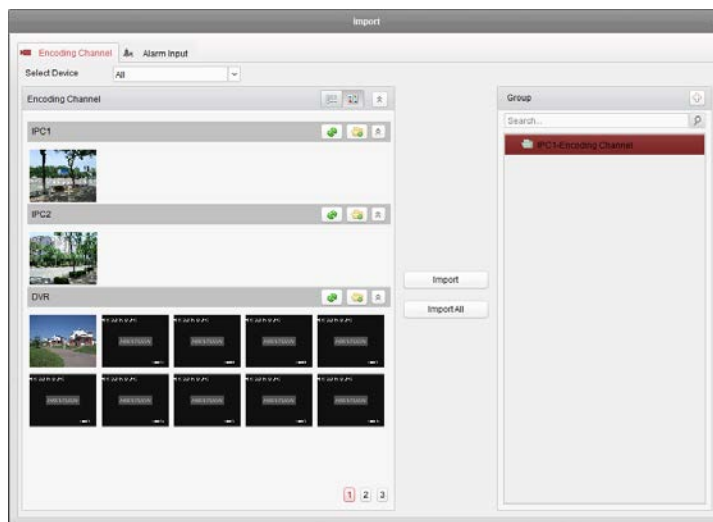 Import
Encoding Channel
Alarm Input
Select Device
All
Encoding Channel
Group
Search...
IPC1
IPC1-Encoding Channel
IPC2
Import
DVR
Import All
1 2 3